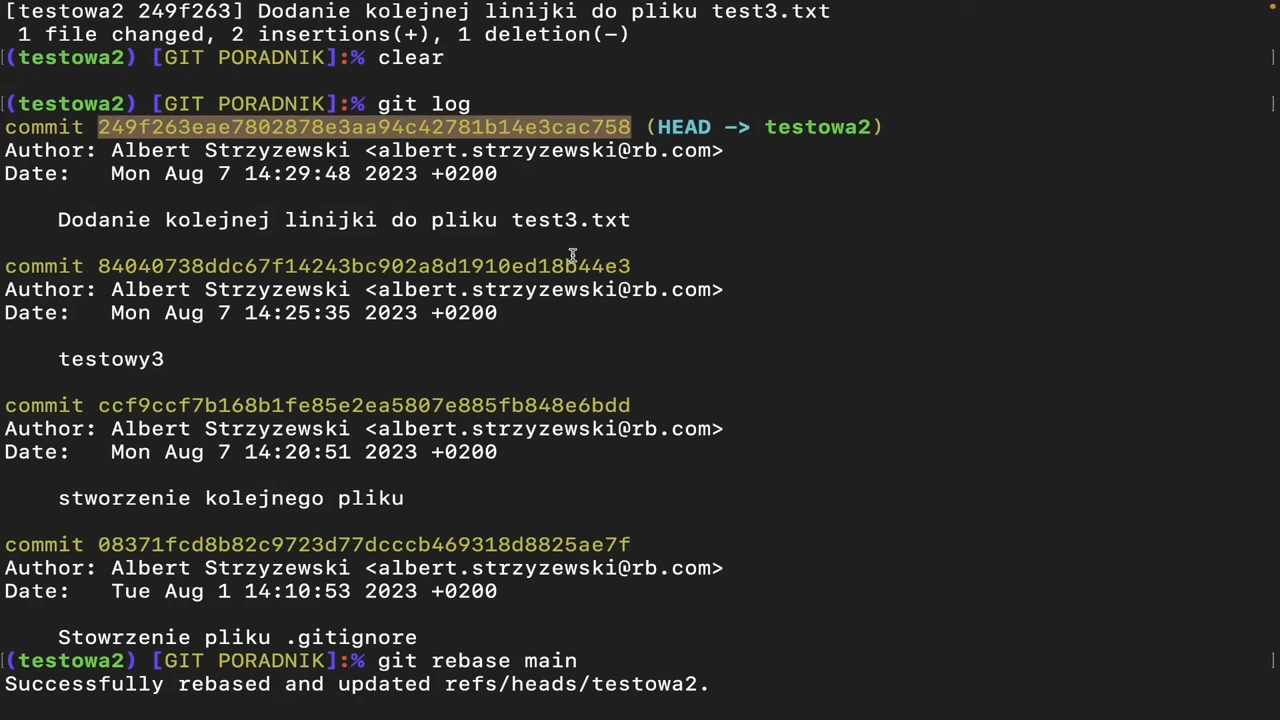 [testowa2 249f263] Dodanie kolejnej linijki do pliku test3.txt
1 file changed, 2 insertions(+), 1 deletion(-)
(testowa2) [GIT PORADNIK]:% clear
(testowa2) [GIT PORADNIK]:% git log
commit 249f263eae7802878e3aa94c42781b14e3cac758 (HEAD -> testowa2)
Author: Albert Strzyzewski <albert.strzyzewski@rb.com>
Date:   Mon Aug 7 14:29:48 2023 +0200
Dodanie kolejnej linijki do pliku test3.txt
commit 84040738ddc67f14243bc902a8d1910ed18b44e3
Author: Albert Strzyzewski <albert.strzyzewski@rb.com>
Date:   Mon Aug 7 14:25:35 2023 +0200
testowy3
commit ccf9ccf7b168b1fe85e2ea5807e885fb848e6bdd
Author: Albert Strzyzewski <albert.strzyzewski@rb.com>
Date:   Mon Aug 7 14:20:51 2023 +0200
stworzenie kolejnego pliku
commit 08371fcd8b82c9723d77dcccb469318d8825ae7f
Author: Albert Strzyzewski <albert.strzyzewski@rb.com>
Date:   Tue Aug 1 14:10:53 2023 +0200
Stowrzenie pliku .gitignore
(testowa2) [GIT PORADNIK]:% git rebase main
Successfully rebased and updated refs/heads/testowa2.